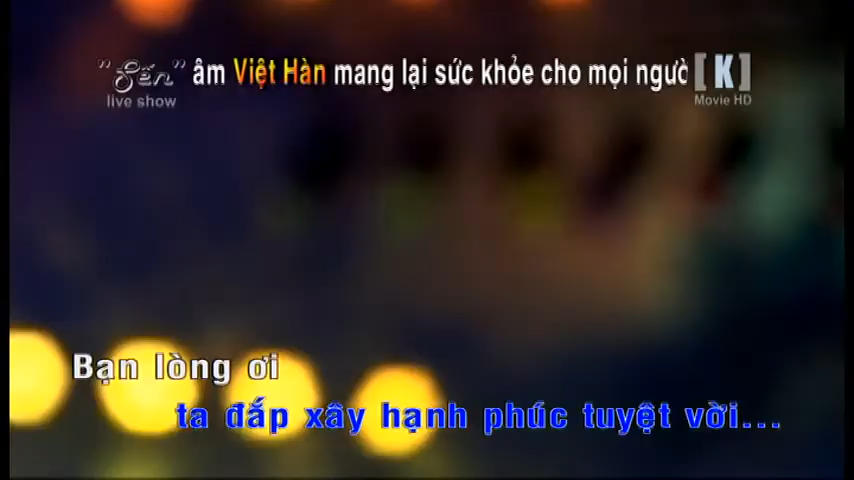 "Sến" âm Việt Hàn mang lại sức khỏe cho mọi ngườ [K]
live show
Movie HD
Bạn lòng ơi
ta đắp xây hạnh phúc tuyệt vời...